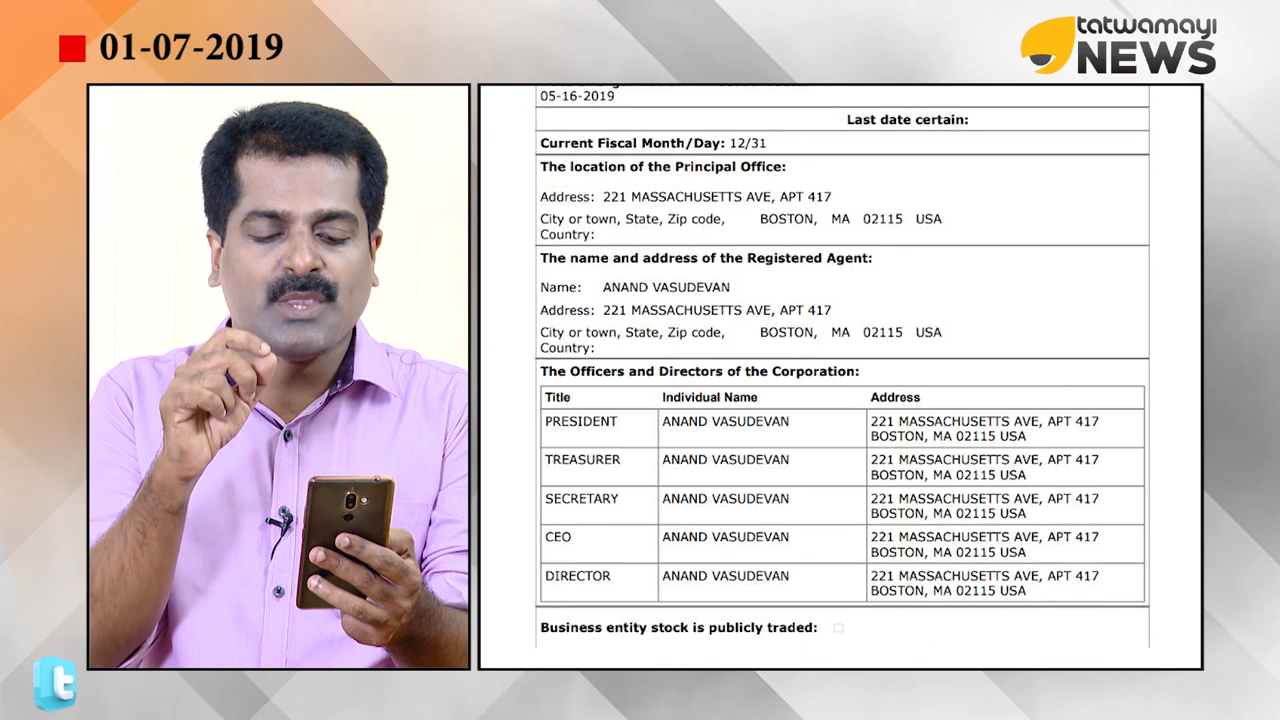 01-07-2019
tatwamayi
NEWS
05-16-2019
Last date certain:
Current Fiscal Month/Day: 12/31
The location of the Principal Office:
Address: 221 MASSACHUSETTS AVE, APT 417
City or town, State, Zip code, BOSTON, MA 02115 USA
Country:
The name and address of the Registered Agent:
Name: ANAND VASUDEVAN
Address: 221 MASSACHUSETTS AVE, APT 417
City or town, State, Zip code, BOSTON, MA 02115 USA
Country:
The Officers and Directors of the Corporation:
Title Individual Name Address
PRESIDENT ANAND VASUDEVAN 221 MASSACHUSETTS AVE, APT 417
BOSTON, MA 02115 USA
TREASURER ANAND VASUDEVAN 221 MASSACHUSETTS AVE, APT 417
BOSTON, MA 02115 USA
SECRETARY ANAND VASUDEVAN 221 MASSACHUSETTS AVE, APT 417
BOSTON, MA 02115 USA
CEO ANAND VASUDEVAN 221 MASSACHUSETTS AVE, APT 417
BOSTON, MA 02115 USA
DIRECTOR ANAND VASUDEVAN 221 MASSACHUSETTS AVE, APT 417
BOSTON, MA 02115 USA
Business entity stock is publicly traded:
t